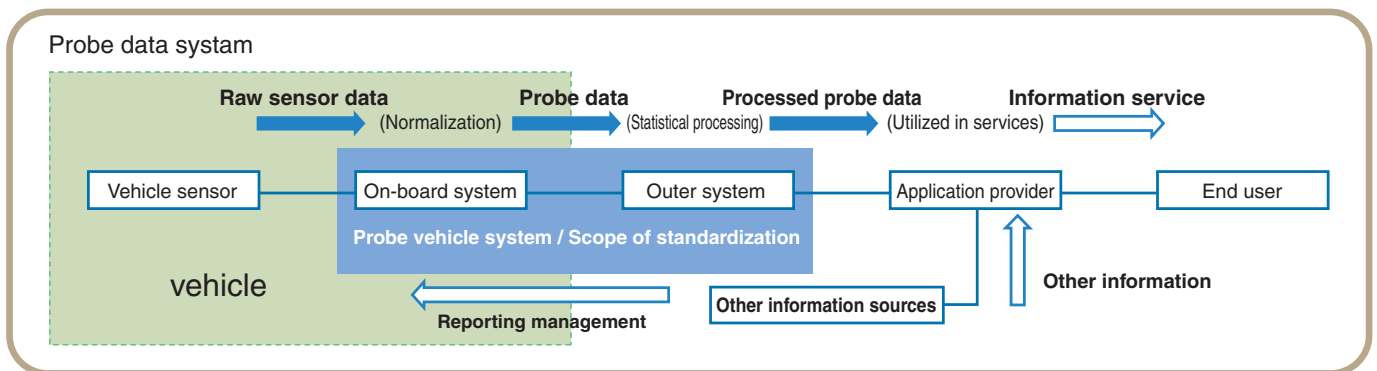 Probe data systam
Raw sensor data
(Normalization)
Probe data
(Statistical processing)
Processed probe data
(Utilized in services)
Information service
Vehicle sensor
On-board system
Outer system
Application provider
End user
Probe vehicle system / Scope of standardization
vehicle
Reporting management
Other information sources
Other information